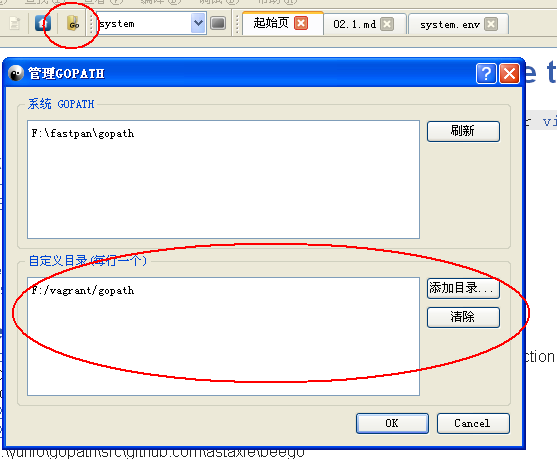 Go
system
起始页
02.1.md
system.env
e t
管理GOPATH
r vi
系统 GOPATH
F:\fastpan\gopath
刷新
自定义目录(每行一个)
F:/vagrant/gopath
添加目录...
清除
ction
OK
Cancel
\gopath\src\github.com\astaxie\beego